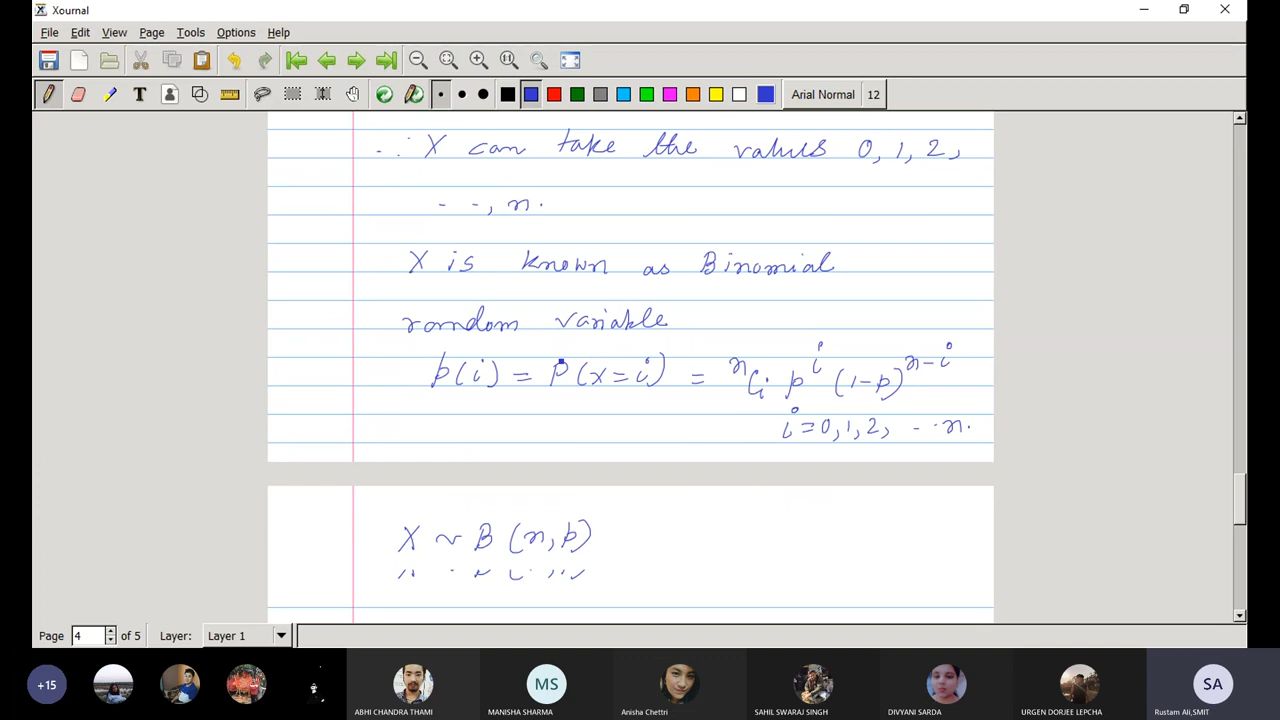 Xournal
File Edit View Page Tools Options Help
Arial Normal 12
∴ X can take the values 0, 1, 2,
- -, n.
X is known as Binomial
random variable
p(i) = P(x=i) = ⁿCᵢ pⁱ (1-p)ⁿ⁻ⁱ
i=0,1,2, - - n.
X ~ B (n,p)
Page 4 of 5 Layer: Layer 1
+15 MS SA
ABHI CHANDRA THAMI MANISHA SHARMA Anisha Chettri SAHIL SWARAJ SINGH DIVYANI SARDA URGEN DORJEE LEPCHA Rustam Ali,SMIT